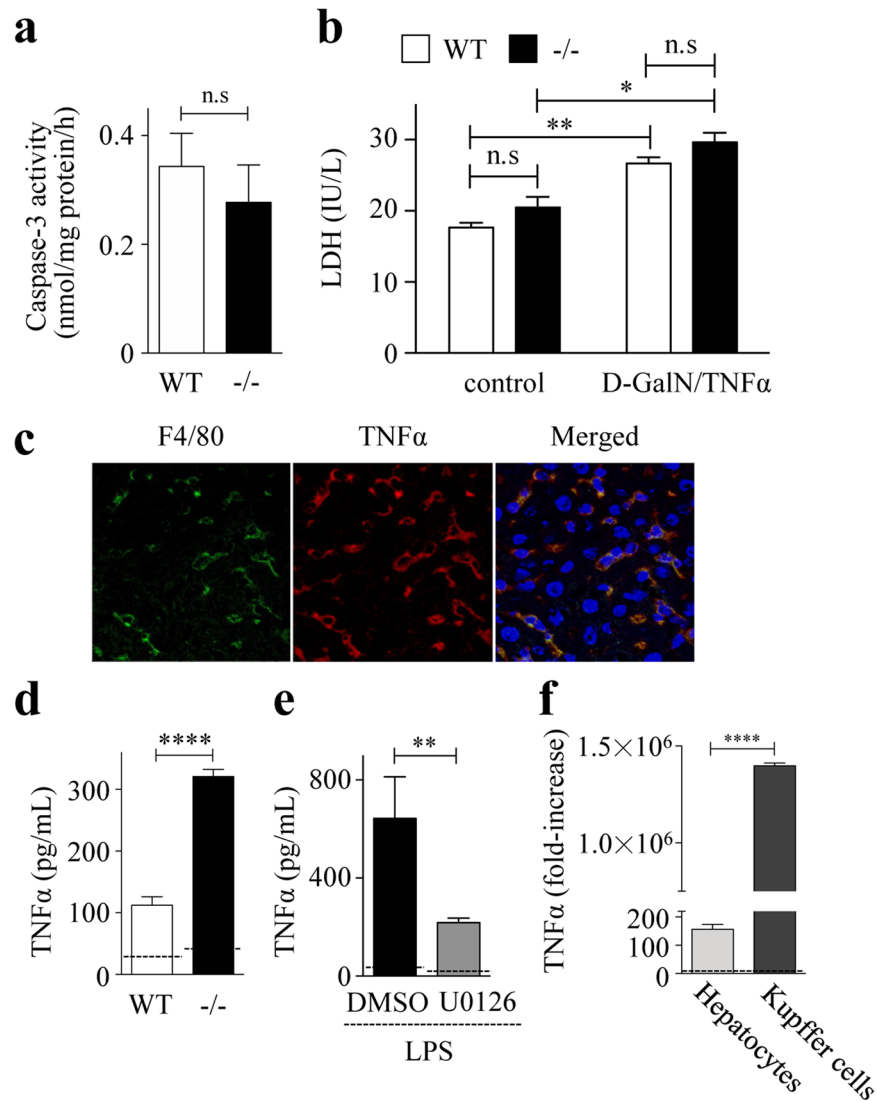 a
Caspase-3 activity
(nmol/mg protein/h)
0.4
0.2
0
n.s
WT -/-
b
WT -/-
LDH (IU/L)
30
20
10
0
n.s
*
**
n.s
control D-GalN/TNFα
c
F4/80 TNFα Merged
d
TNFα (pg/mL)
300
200
100
0
****
WT -/-
e
TNFα (pg/mL)
800
400
0
**
DMSO U0126
LPS
f
TNFα (fold-increase)
1.5×10⁶
1.0×10⁶
200
100
0
****
Hepatocytes
Kupffer cells